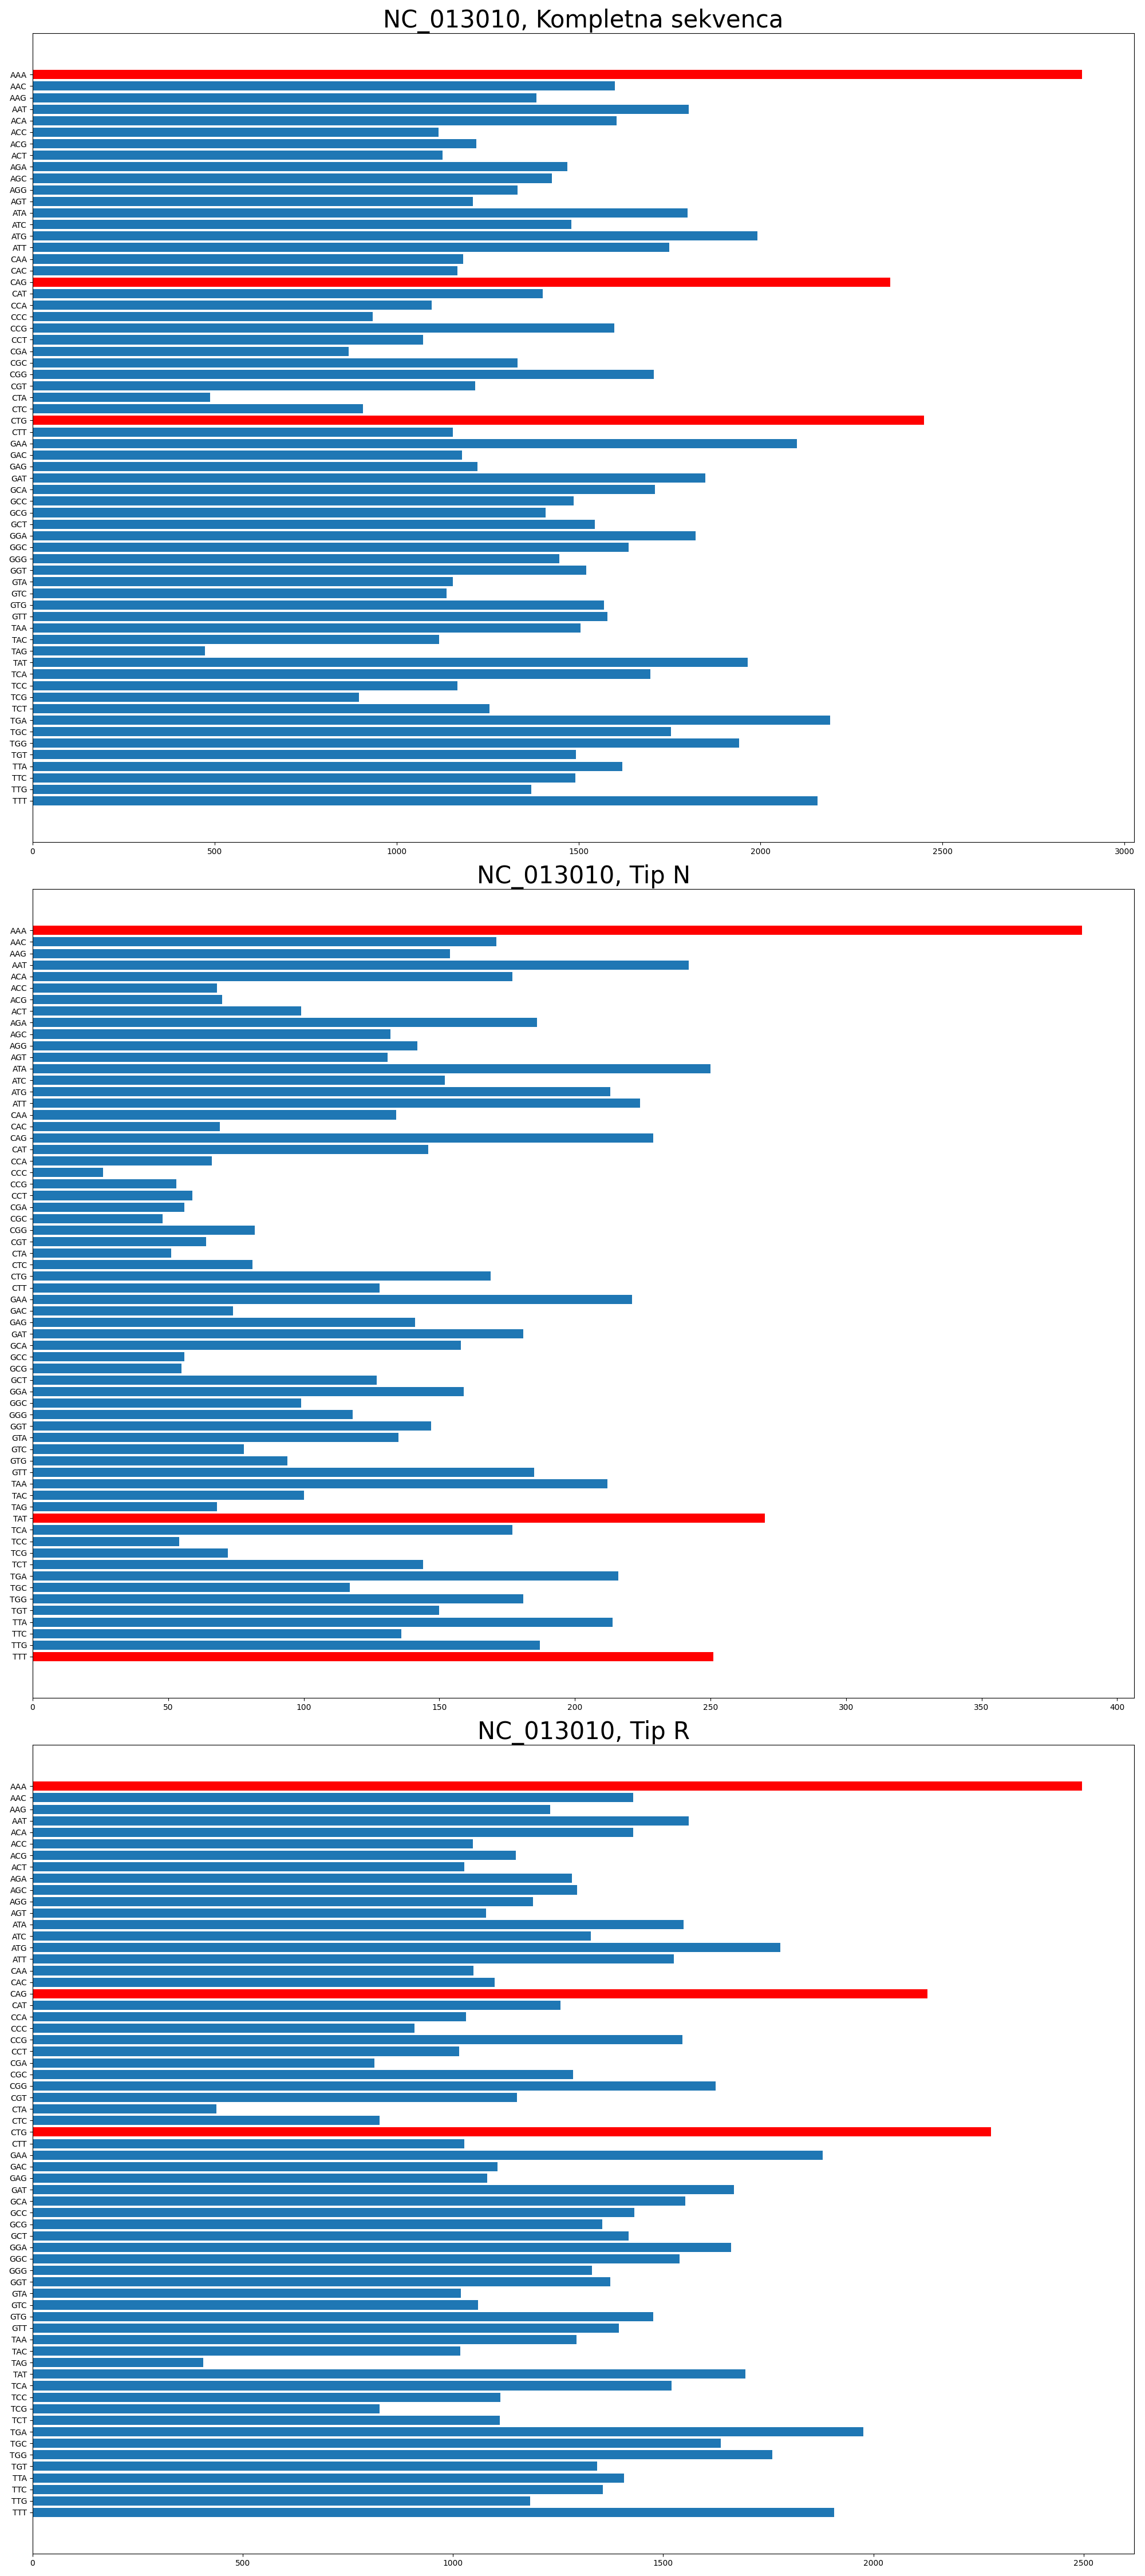 NC_013010, Kompletna sekvenca
AAA
AAC
AAG
AAT
ACA
ACC
ACG
ACT
AGA
AGC
AGG
AGT
ATA
ATC
ATG
ATT
CAA
CAC
CAG
CAT
CCA
CCC
CCG
CCT
CGA
CGC
CGG
CGT
CTA
CTC
CTG
CTT
GAA
GAC
GAG
GAT
GCA
GCC
GCG
GCT
GGA
GGC
GGG
GGT
GTA
GTC
GTG
GTT
TAA
TAC
TAG
TAT
TCA
TCC
TCG
TCT
TGA
TGC
TGG
TGT
TTA
TTC
TTG
TTT
0 500 1000 1500 2000 2500 3000
NC_013010, Tip N
AAA
AAC
AAG
AAT
ACA
ACC
ACG
ACT
AGA
AGC
AGG
AGT
ATA
ATC
ATG
ATT
CAA
CAC
CAG
CAT
CCA
CCC
CCG
CCT
CGA
CGC
CGG
CGT
CTA
CTC
CTG
CTT
GAA
GAC
GAG
GAT
GCA
GCC
GCG
GCT
GGA
GGC
GGG
GGT
GTA
GTC
GTG
GTT
TAA
TAC
TAG
TAT
TCA
TCC
TCG
TCT
TGA
TGC
TGG
TGT
TTA
TTC
TTG
TTT
0 50 100 150 200 250 300 350 400
NC_013010, Tip R
AAA
AAC
AAG
AAT
ACA
ACC
ACG
ACT
AGA
AGC
AGG
AGT
ATA
ATC
ATG
ATT
CAA
CAC
CAG
CAT
CCA
CCC
CCG
CCT
CGA
CGC
CGG
CGT
CTA
CTC
CTG
CTT
GAA
GAC
GAG
GAT
GCA
GCC
GCG
GCT
GGA
GGC
GGG
GGT
GTA
GTC
GTG
GTT
TAA
TAC
TAG
TAT
TCA
TCC
TCG
TCT
TGA
TGC
TGG
TGT
TTA
TTC
TTG
TTT
0 500 1000 1500 2000 2500